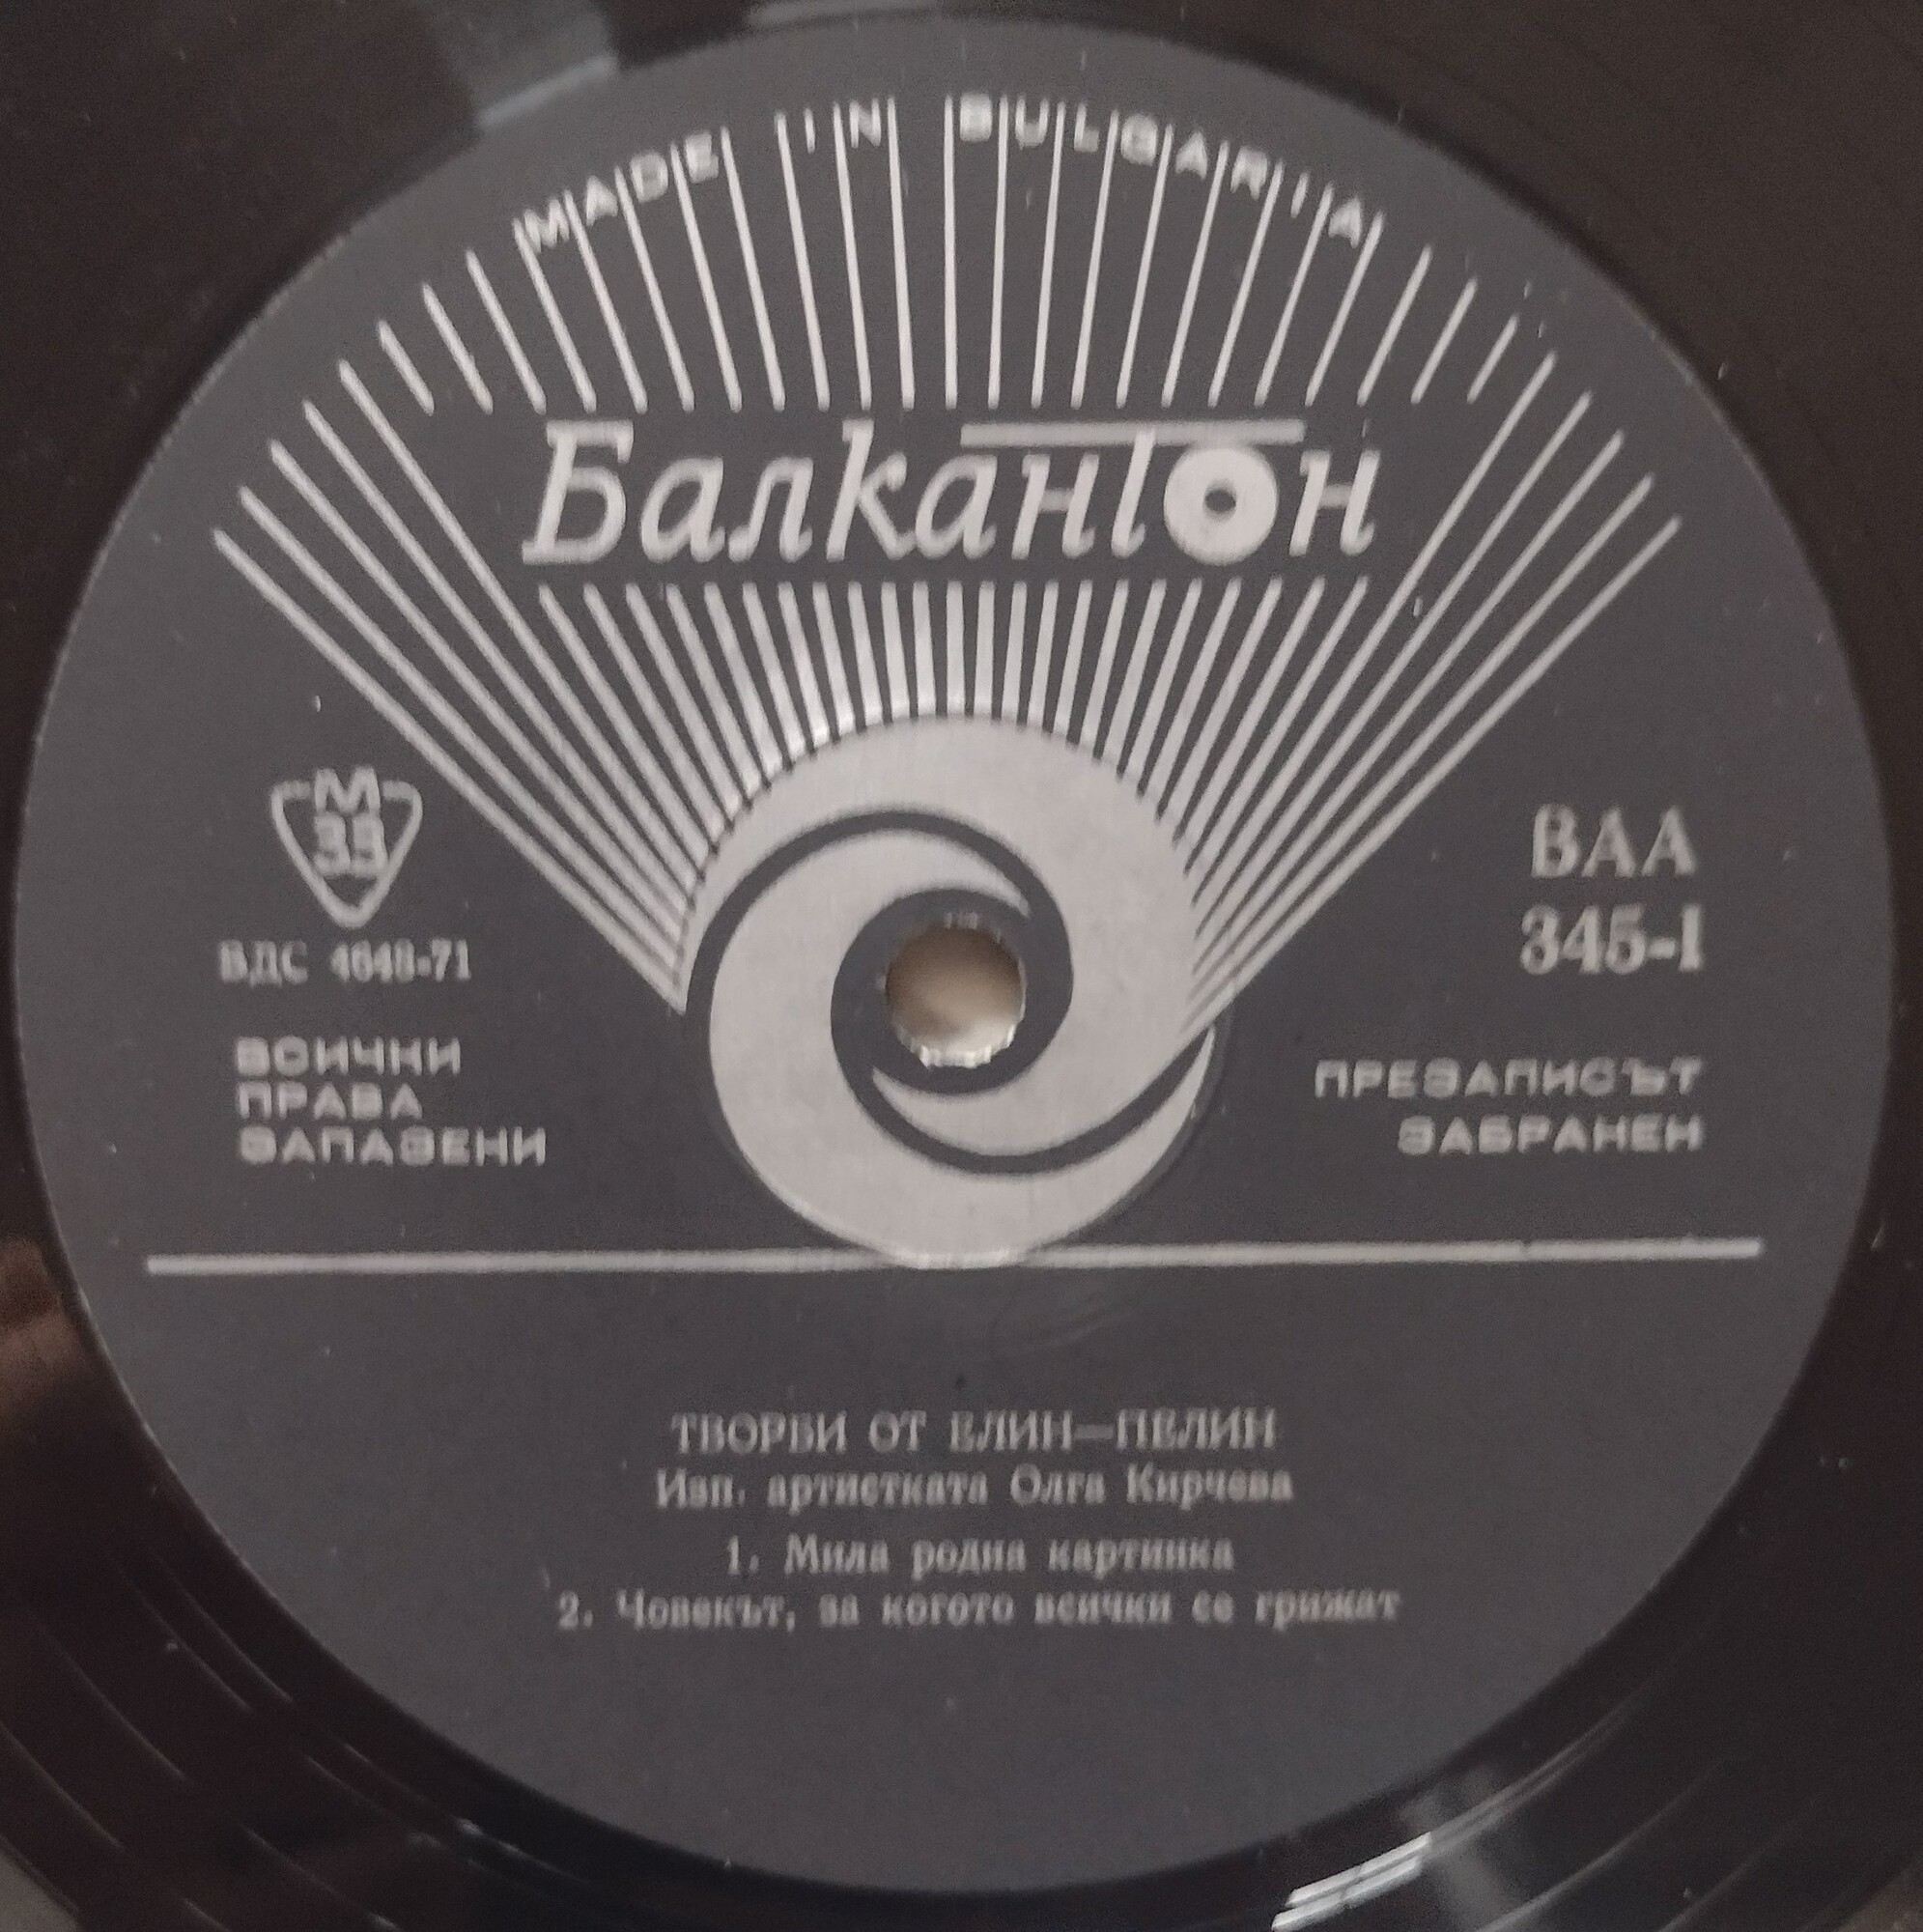 MADE IN BULGARIA
Балкантон
М
33
ВДС 4648-71
ВСИЧКИ
ПРАВА
ЗАПАЗЕНИ
ВАА
345-I
ПРЕЗАПИСЪТ
ЗАБРАНЕН
ТВОРБИ ОТ ЕЛИН—ПЕЛИН
Изп. артистката Олга Кирчева
1. Мила родна картинка
2. Човекът, за когото всички се грижат